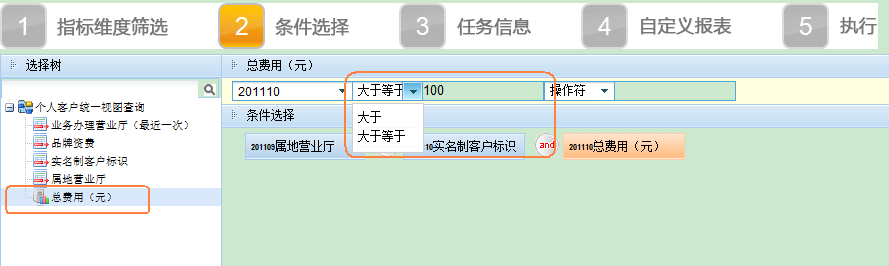 1 指标维度筛选 2 条件选择 3 任务信息 4 自定义报表 5 执行
选择树
总费用（元）
201110 大于等于 100 操作符
大于
大于等于
个人客户统一视图查询
业务办理营业厅（最近一次）
品牌资费
实名制客户标识
属地营业厅
总费用（元）
条件选择
201109属地营业厅 10实名制客户标识 and 201110总费用（元）